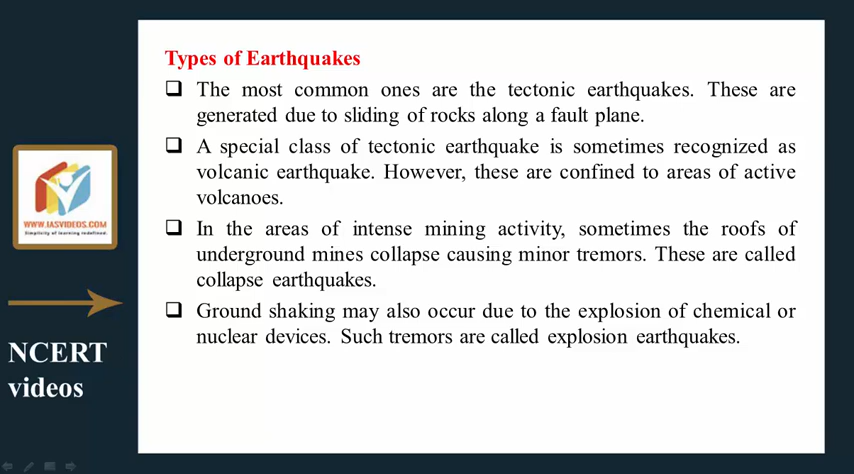 Types of Earthquakes
The most common ones are the tectonic earthquakes. These are
generated due to sliding of rocks along a fault plane.
A special class of tectonic earthquake is sometimes recognized as
volcanic earthquake. However, these are confined to areas of active
volcanoes.
In the areas of intense mining activity, sometimes the roofs of
underground mines collapse causing minor tremors. These are called
collapse earthquakes.
Ground shaking may also occur due to the explosion of chemical or
nuclear devices. Such tremors are called explosion earthquakes.
WWW.IASVIDEOS.COM
Simplicity of learning redefined.
NCERT
videos